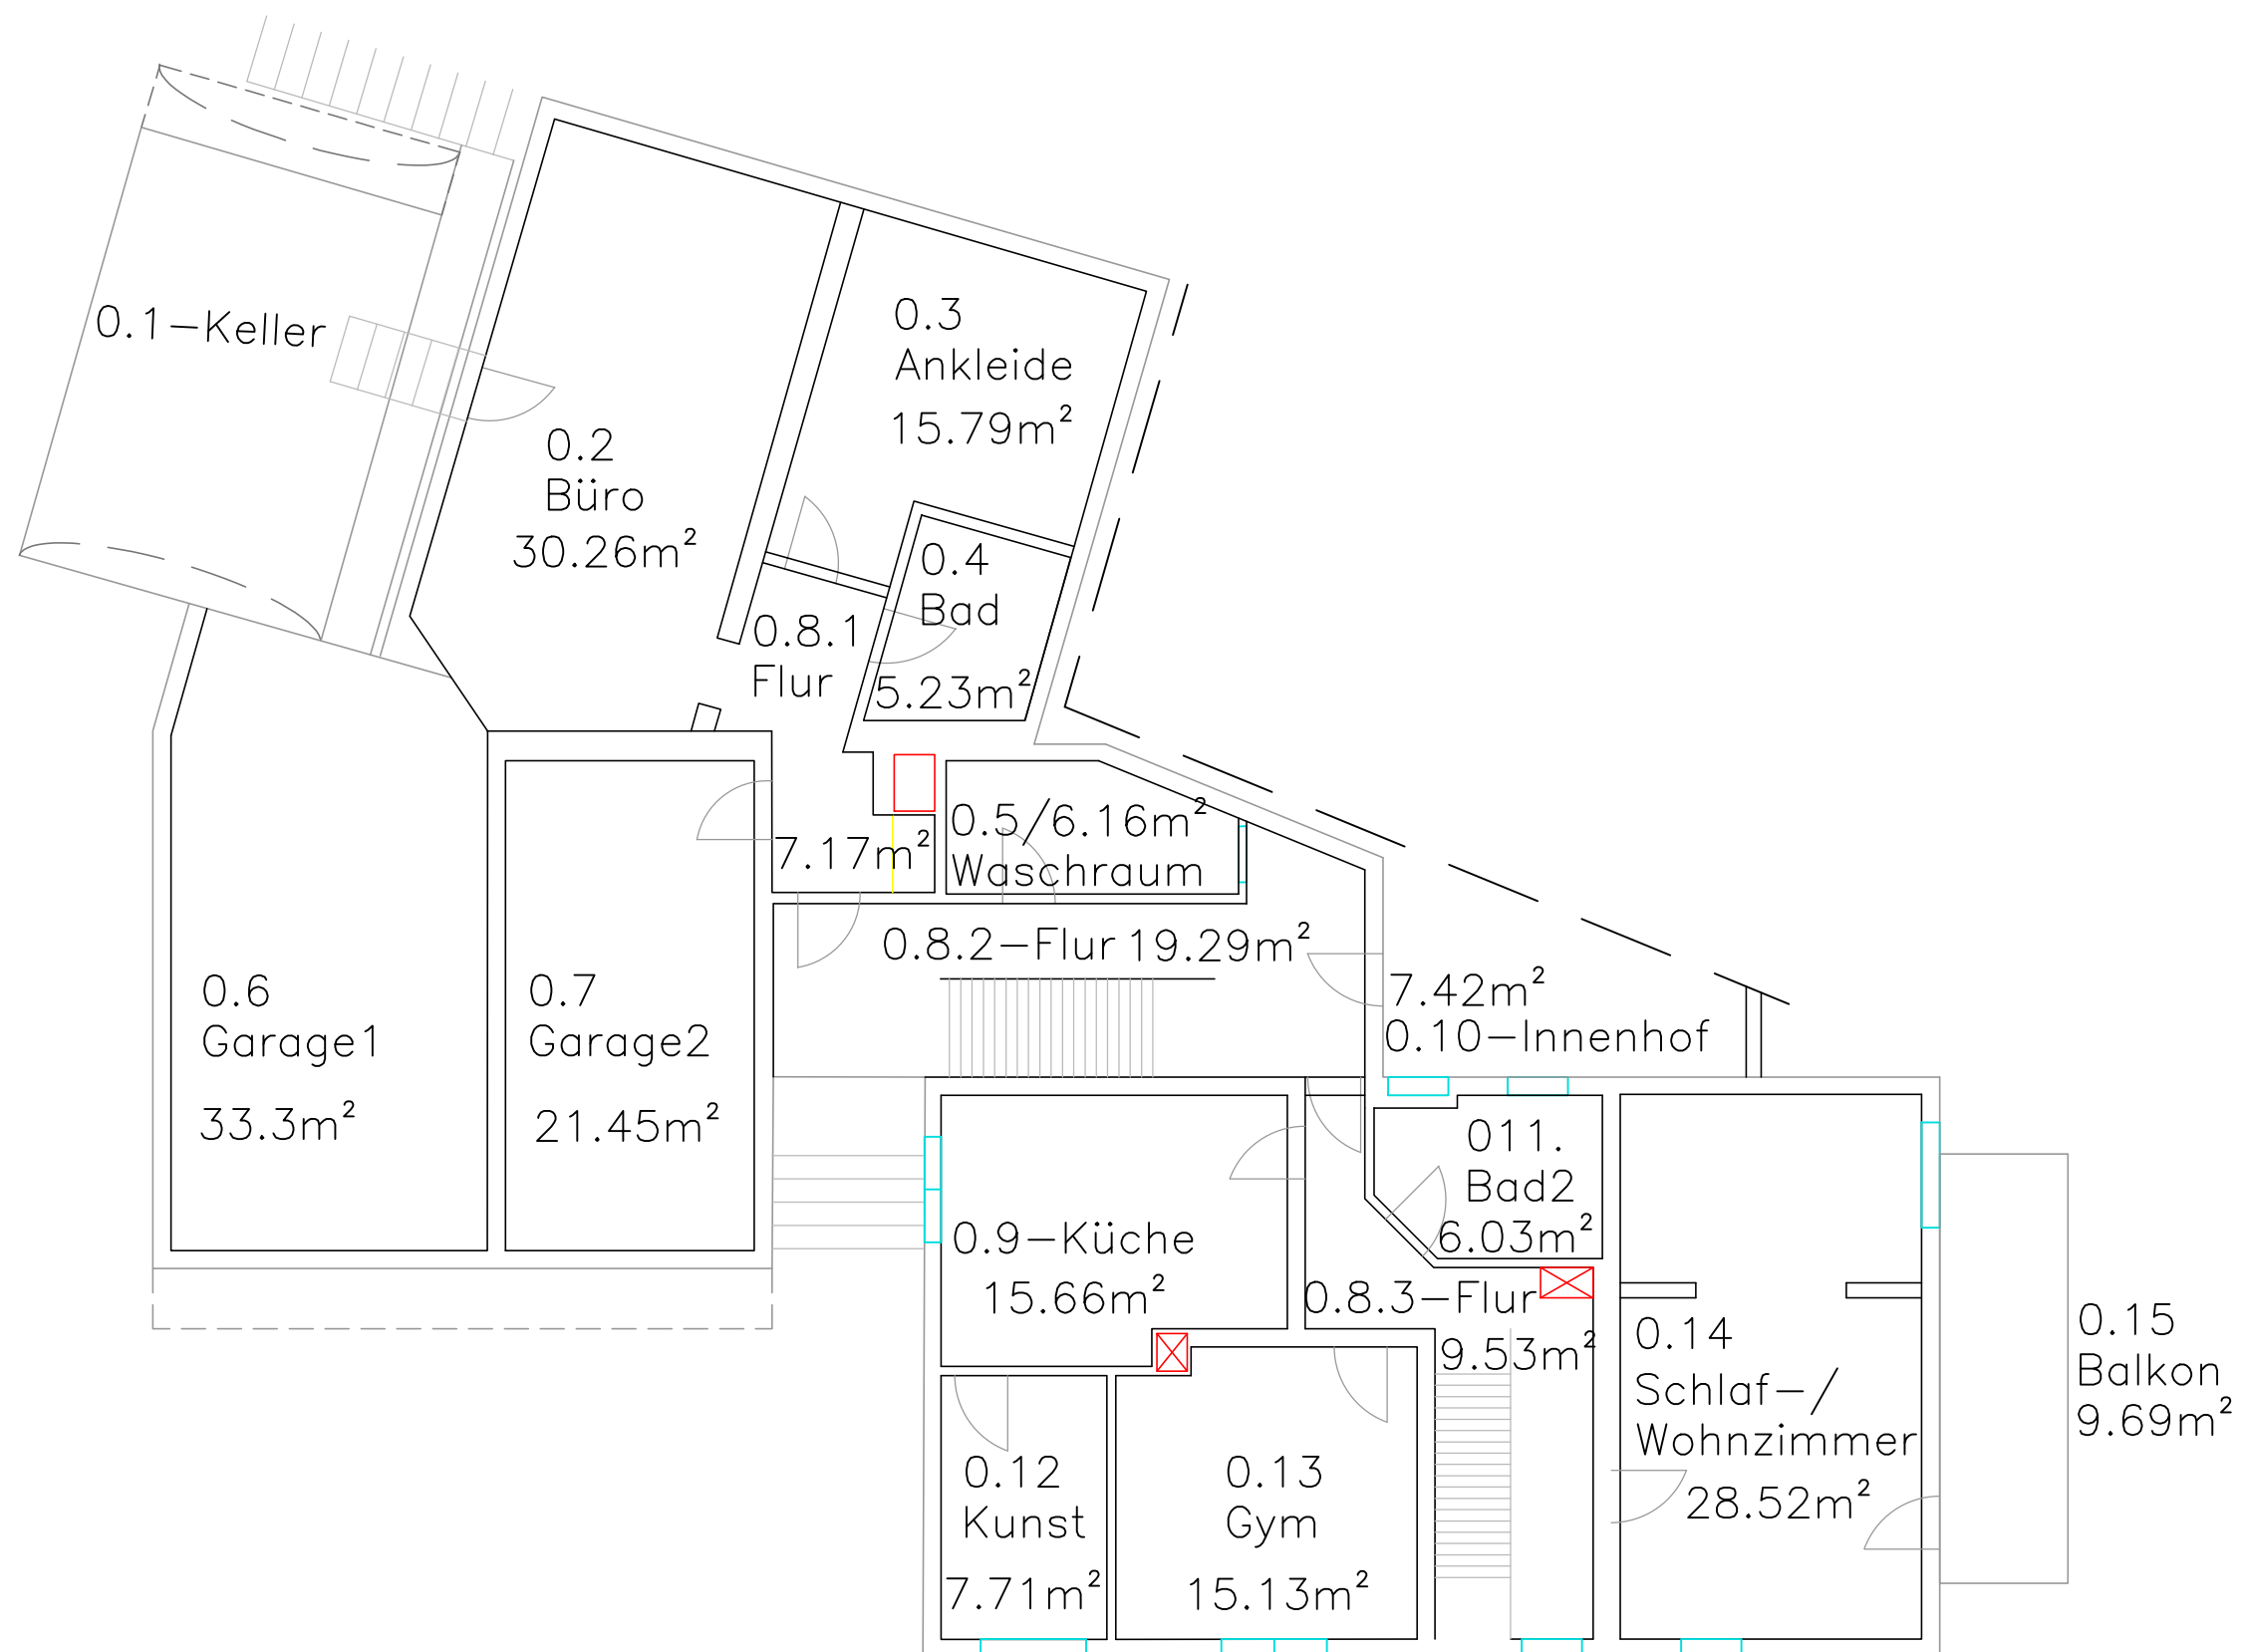 0.1-Keller
0.2
Büro
30.26m²
0.3
Ankleide
15.79m²
0.4
Bad
5.23m²
0.8.1
Flur
7.17m²
0.5/6.16m²
Waschraum
0.8.2-Flur 19.29m²
0.6
Garage1
33.3m²
0.7
Garage2
21.45m²
7.42m²
0.10-Innenhof
011.
Bad2
6.03m²
0.9-Küche
15.66m²
0.8.3-Flur
9.53m²
0.14
Schlaf-/
Wohnzimmer
28.52m²
0.15
Balkon
9.69m²
0.12
Kunst
7.71m²
0.13
Gym
15.13m²